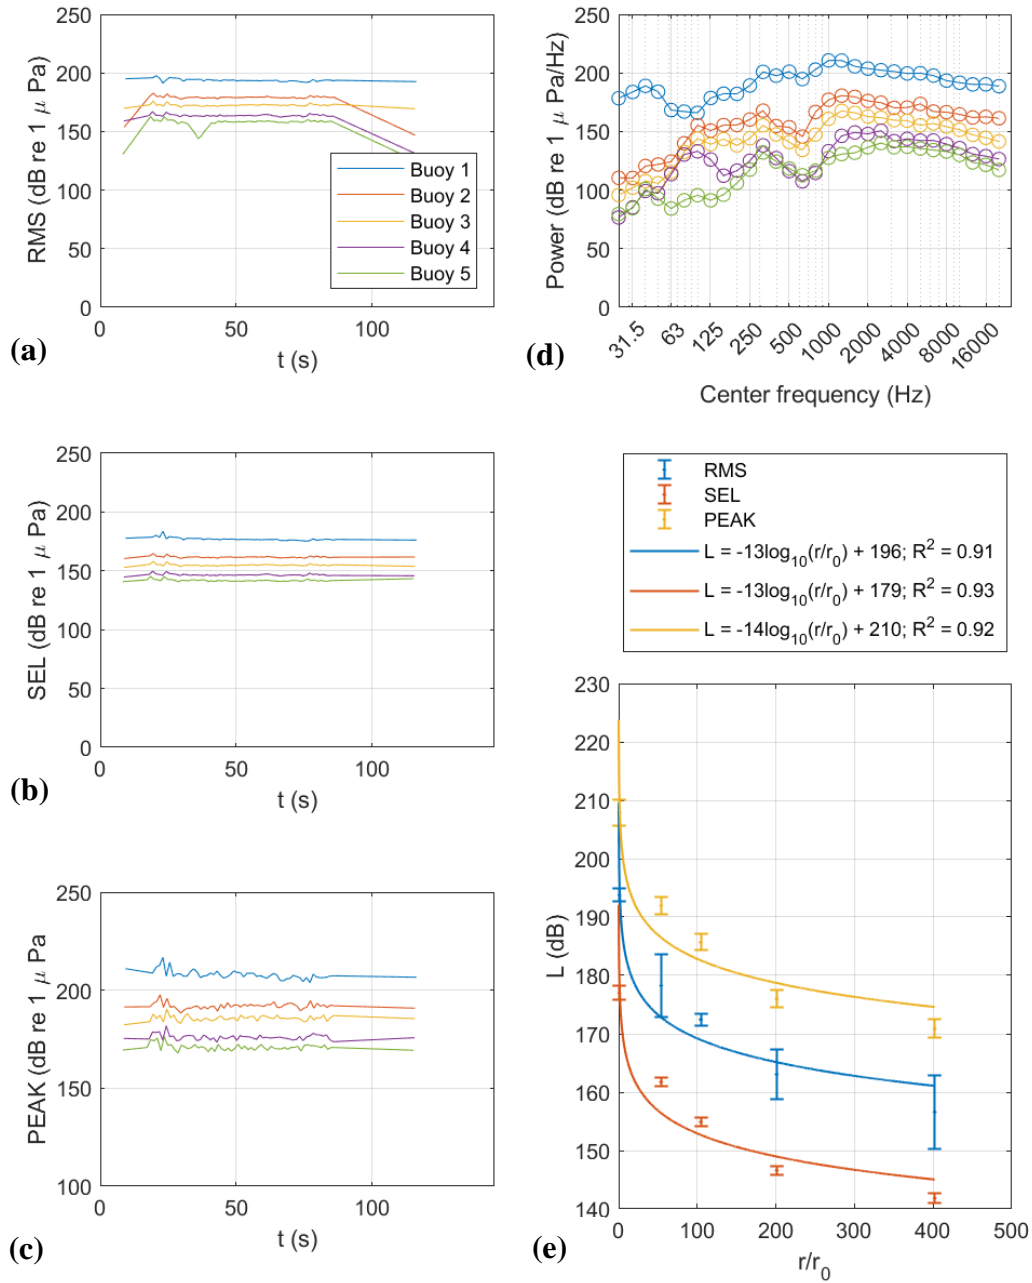 250
200
150
100
50
0
RMS (dB re 1 μ Pa)
Buoy 1
Buoy 2
Buoy 3
Buoy 4
Buoy 5
0 50 100
t (s)
(a)
250
200
150
100
50
0
Power (dB re 1 μ Pa/Hz)
31.5 63 125 250 500 1000 2000 4000 8000 16000
Center frequency (Hz)
(d)
250
200
150
100
50
0
SEL (dB re 1 μ Pa)
0 50 100
t (s)
(b)
RMS
SEL
PEAK
L = -13log10(r/r0) + 196; R2 = 0.91
L = -13log10(r/r0) + 179; R2 = 0.93
L = -14log10(r/r0) + 210; R2 = 0.92
250
200
150
100
PEAK (dB re 1 μ Pa
0 50 100
t (s)
(c)
230
220
210
200
190
180
170
160
150
140
L (dB)
0 100 200 300 400 500
r/r0
(e)